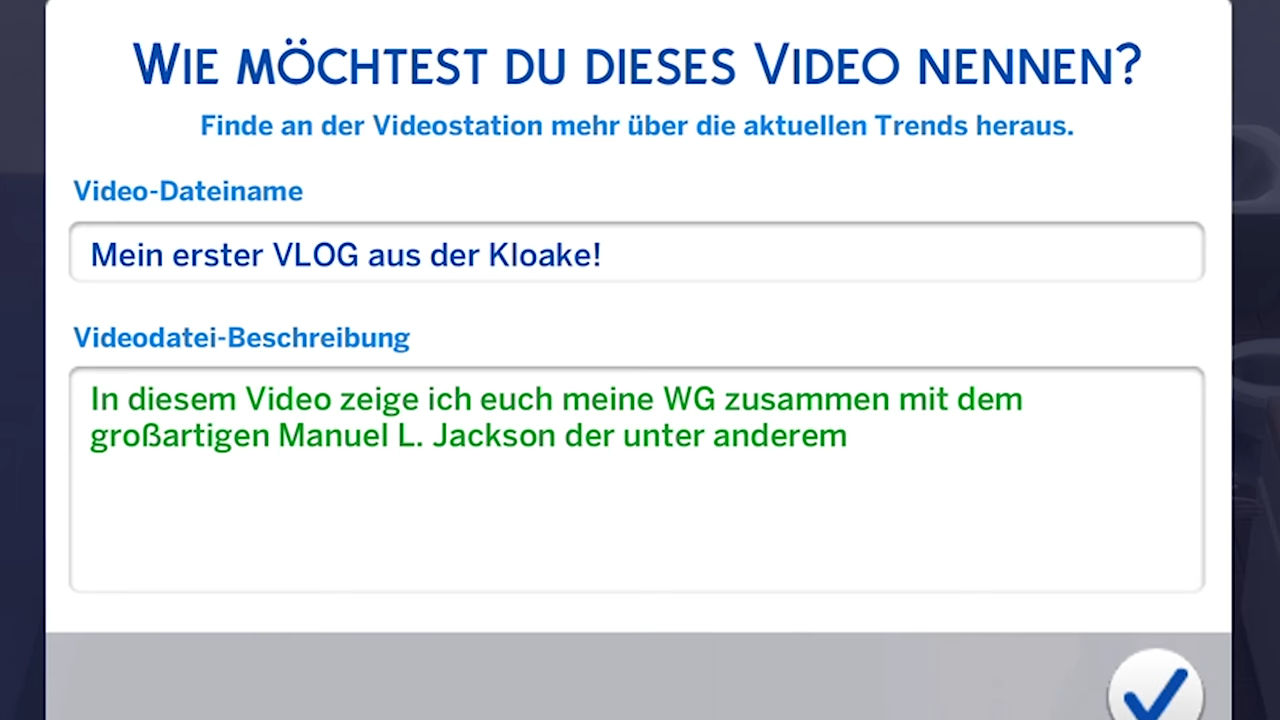 Wie möchtest du dieses Video nennen?
Finde an der Videostation mehr über die aktuellen Trends heraus.
Video-Dateiname
Mein erster VLOG aus der Kloake!
Videodatei-Beschreibung
In diesem Video zeige ich euch meine WG zusammen mit dem
großartigen Manuel L. Jackson der unter anderem